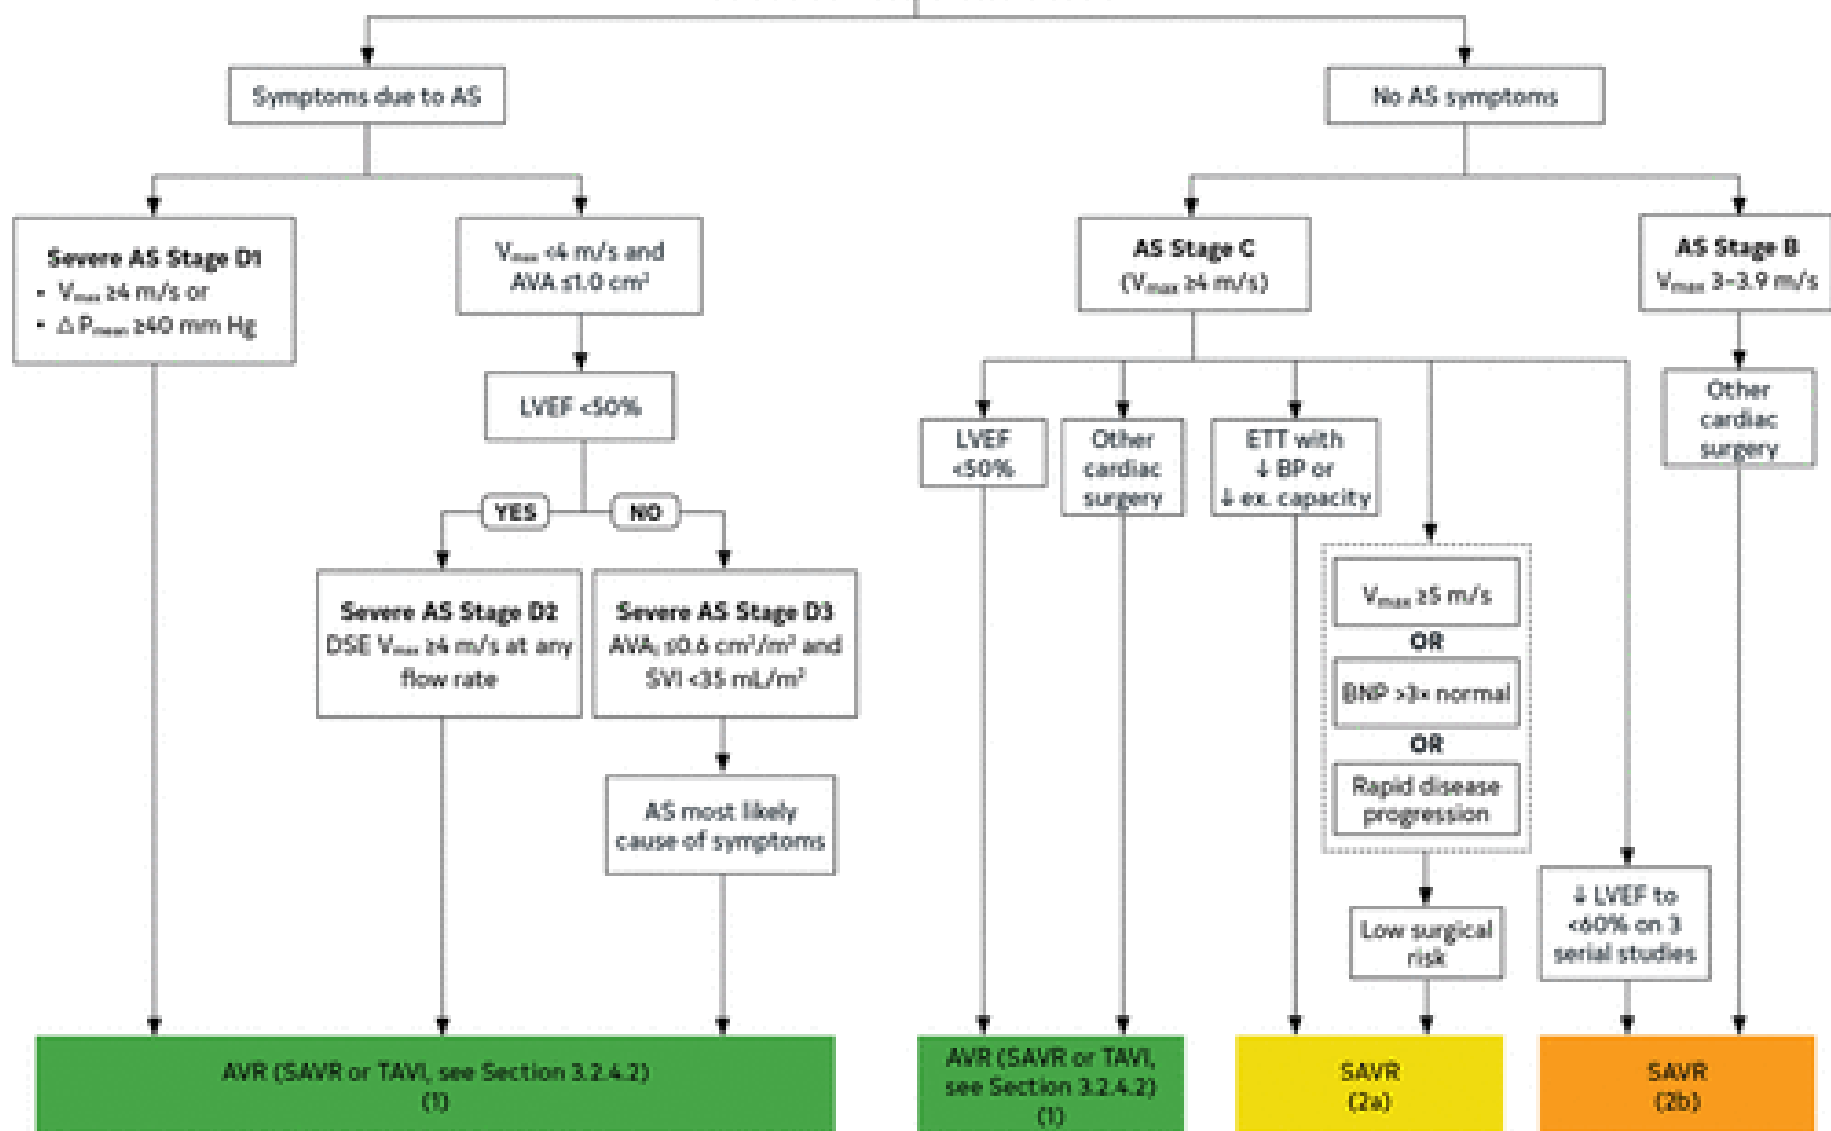 Symptoms due to AS
No AS symptoms
Severe AS Stage D1
• Vmax ≥4 m/s or
• △ Pmean ≥40 mm Hg
Vmax <4 m/s and
AVA ≤1.0 cm²
AS Stage C
(Vmax ≥4 m/s)
AS Stage B
Vmax 3–3.9 m/s
LVEF <50%
LVEF
<50%
Other
cardiac
surgery
ETT with
↓ BP or
↓ ex. capacity
Other
cardiac
surgery
YES
NO
Severe AS Stage D2
DSE Vmax ≥4 m/s at any
flow rate
Severe AS Stage D3
AVAi ≤0.6 cm²/m² and
SVI <35 mL/m²
Vmax ≥5 m/s
OR
BNP >3x normal
OR
Rapid disease
progression
AS most likely
cause of symptoms
Low surgical
risk
↓ LVEF to
<60% on 3
serial studies
AVR (SAVR or TAVI, see Section 3.2.4.2)
(1)
AVR (SAVR or TAVI,
see Section 3.2.4.2)
(1)
SAVR
(2a)
SAVR
(2b)